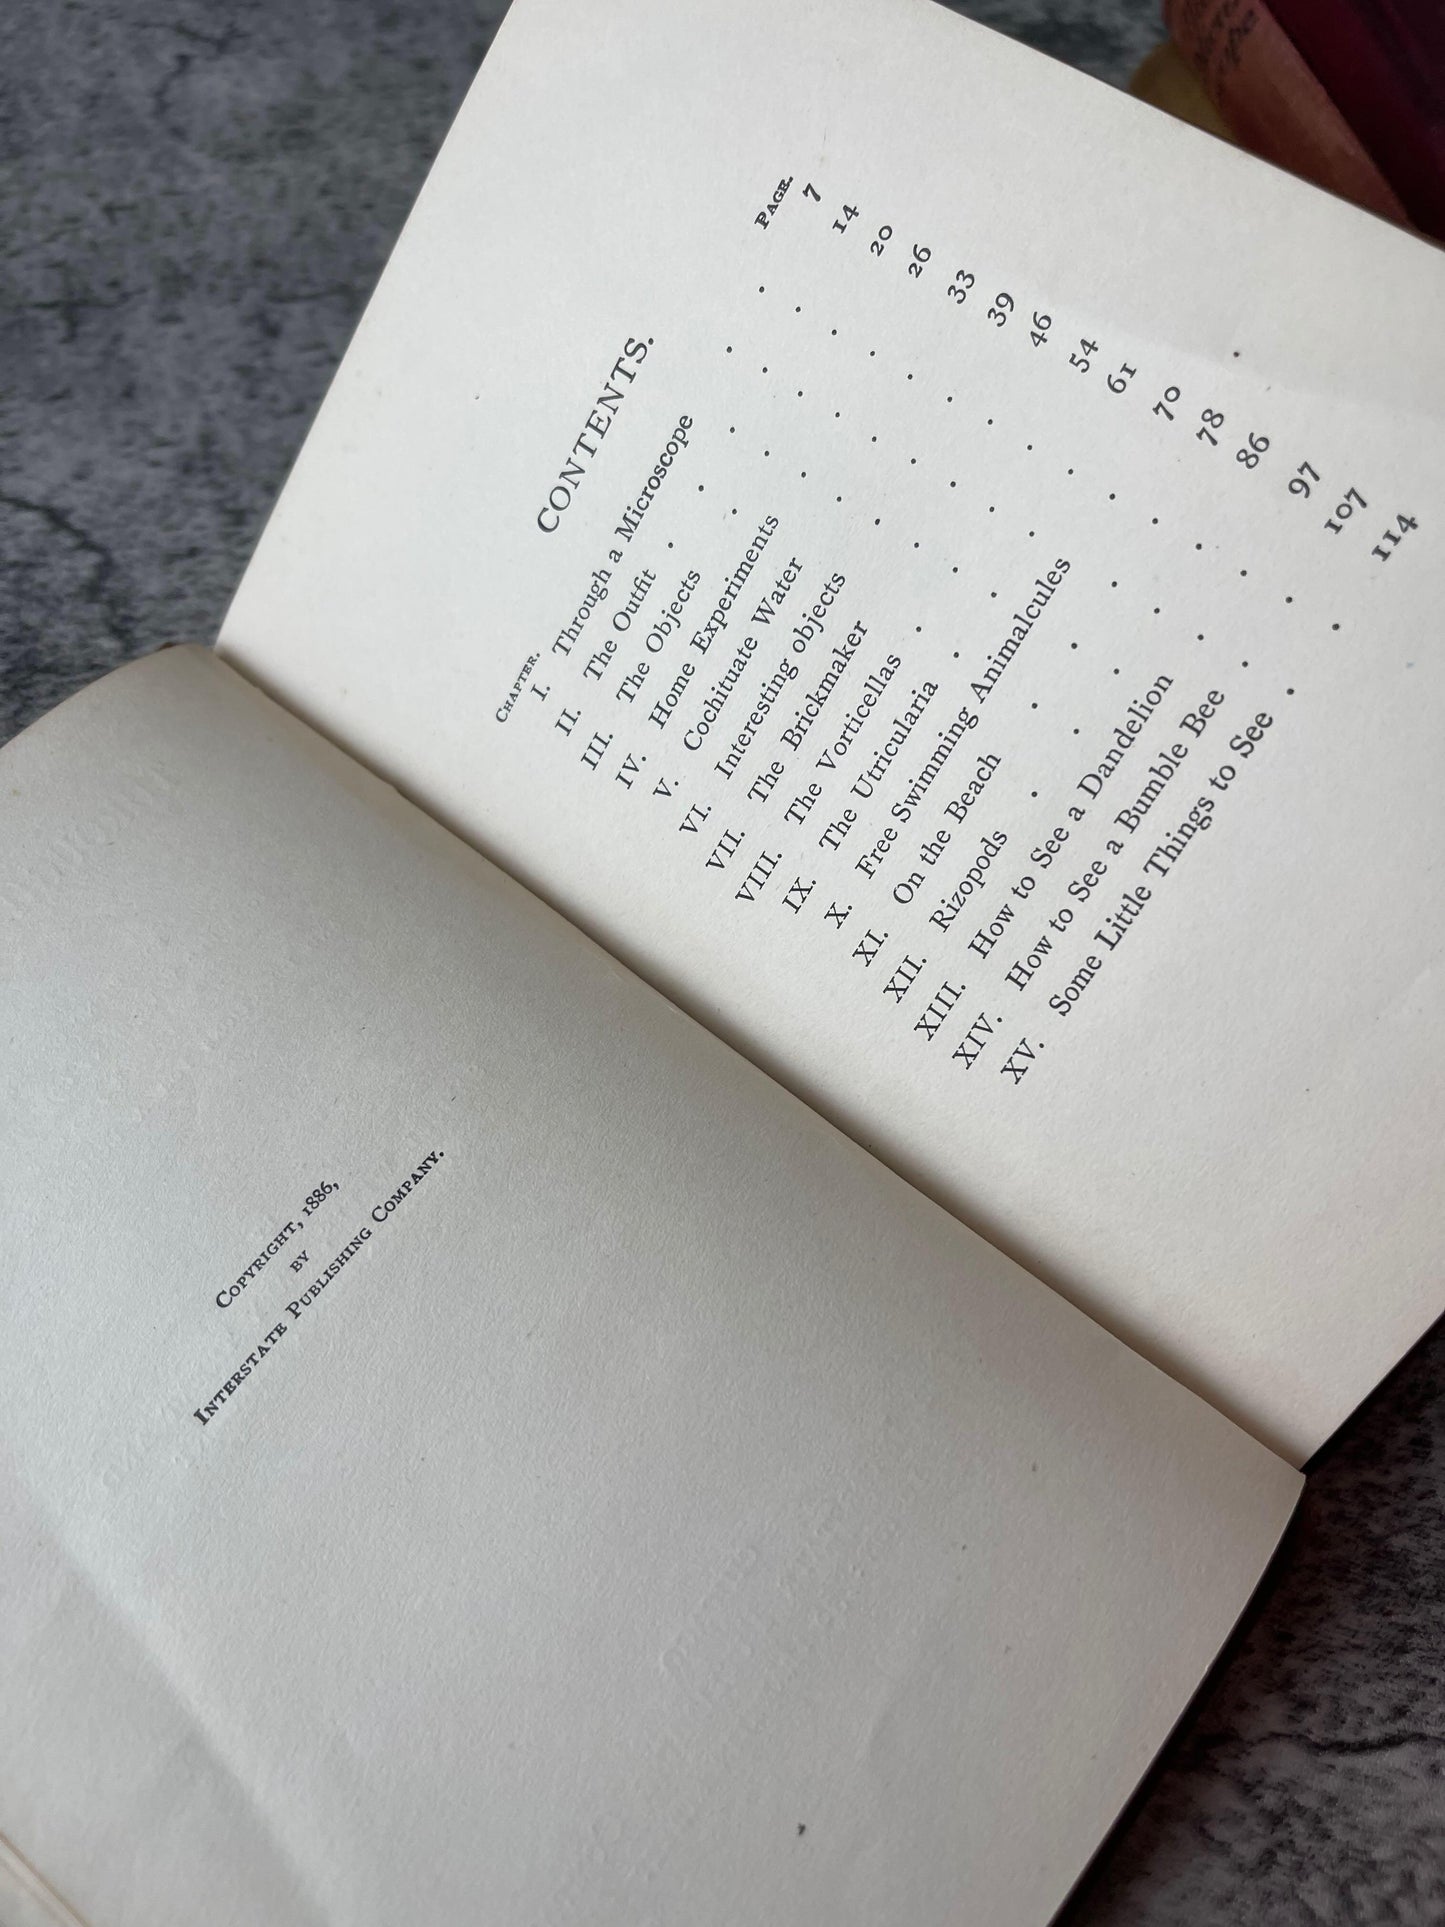 COPYRIGHT, 1886,
BY
INTERSTATE PUBLISHING COMPANY.
CONTENTS.
CHAPTER. PAGE.
I. Through a Microscope . . 7
II. The Outfit . . . . 14
III. The Objects . . . . 20
IV. Home Experiments . . . 26
V. Cochituate Water . . . 33
VI. Interesting objects . . . 39
VII. The Brickmaker . . . 46
VIII. The Vorticellas . . . . 54
IX. The Utricularia . . . . 61
X. Free Swimming Animalcules . . 70
XI. On the Beach . . . . 78
XII. Rizopods . . . . . 86
XIII. How to See a Dandelion . . 97
XIV. How to See a Bumble Bee . . 107
XV. Some Little Things to See . . 114